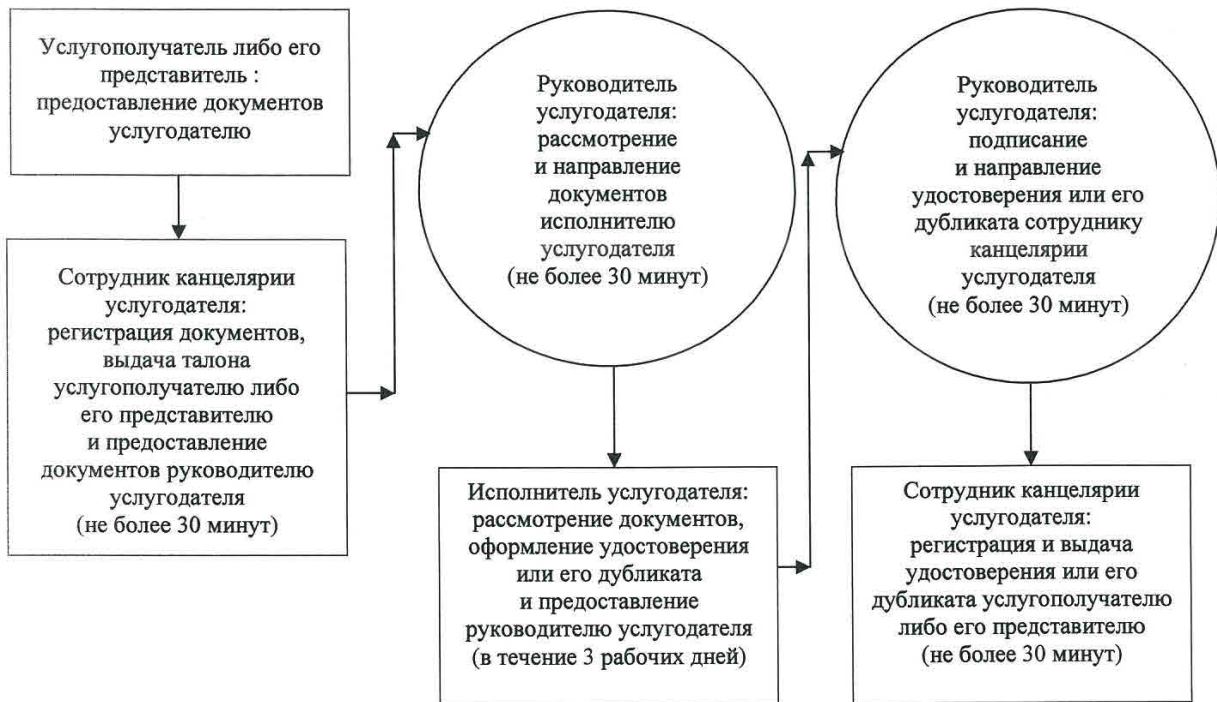 Услугополучатель либо его
представитель :
предоставление документов
услугодателю
Сотрудник канцелярии
услугодателя:
регистрация документов,
выдача талона
услугополучателю либо
его представителю
и предоставление
документов руководителю
услугодателя
(не более 30 минут)
Руководитель
услугодателя:
рассмотрение
и направление
документов
исполнителю
услугодателя
(не более 30 минут)
Исполнитель услугодателя:
рассмотрение документов,
оформление удостоверения
или его дубликата
и предоставление
руководителю услугодателя
(в течение 3 рабочих дней)
Руководитель
услугодателя:
подписание
и направление
удостоверения или его
дубликата сотруднику
канцелярии
услугодателя
(не более 30 минут)
Сотрудник канцелярии
услугодателя:
регистрация и выдача
удостоверения или его
дубликата услугополучателю
либо его представителю
(не более 30 минут)